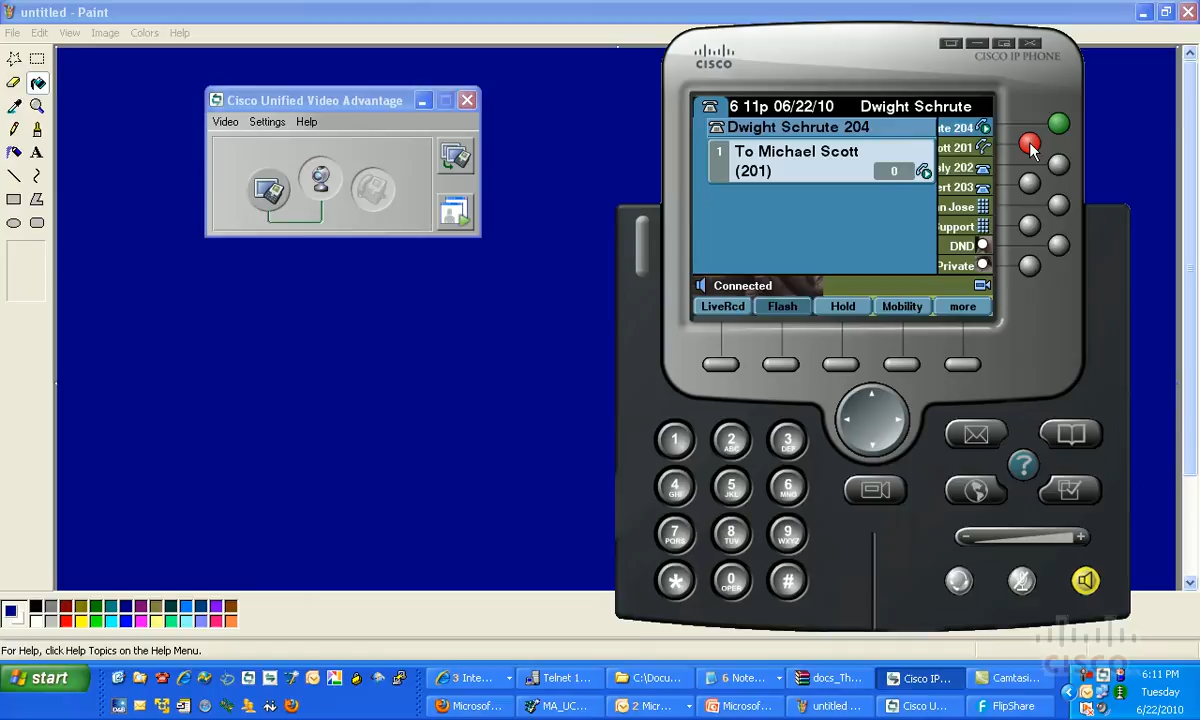 untitled - Paint
File Edit View Image Colors Help
CISCO
CISCO IP PHONE
Cisco Unified Video Advantage
Video Settings Help
6 11p 06/22/10 Dwight Schrute
Dwight Schrute 204
ute 204
1 To Michael Scott
(201) 0
ott 201
ply 202
ert 203
n Jose
Support
DND
Private
Connected
LiveRcd Flash Hold Mobility more
1 2 ABC 3 DEF
4 GHI 5 JKL 6 MNO
7 PQRS 8 TUV 9 WXYZ
* 0 OPER #
?
- +
A
For Help, click Help Topics on the Help Menu.
CISCO
start
3 Inte... Telnet 1... C:\Docu... 6 Note... docs_Th... Cisco IP... Camtasi... 6:11 PM
Tuesday
Microsof... MA_UC... 2 Micro... Microsof... untitled ... Cisco U... FlipShare 6/22/2010